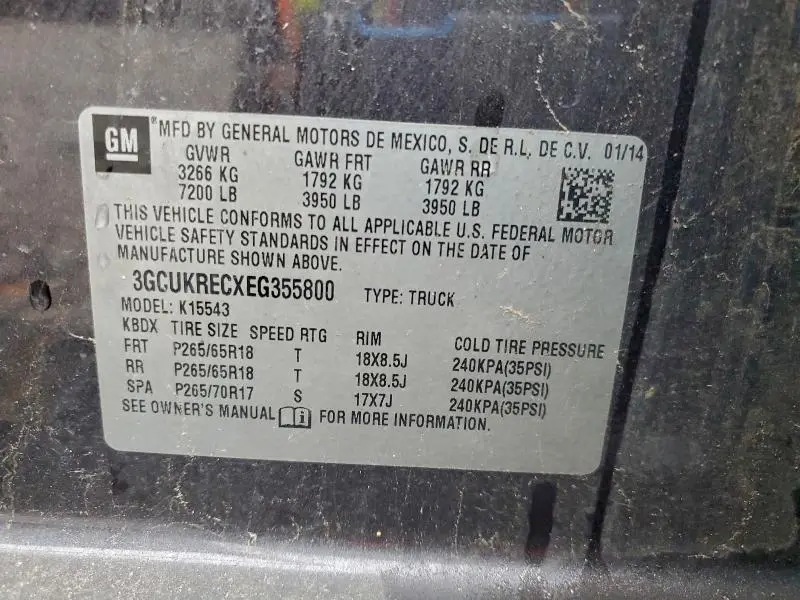 GM ® MFD BY GENERAL MOTORS DE MEXICO, S. DE R.L. DE C.V. 01/14
GVWR GAWR FRT GAWR RR
3266 KG 1792 KG 1792 KG
7200 LB 3950 LB 3950 LB
THIS VEHICLE CONFORMS TO ALL APPLICABLE U.S. FEDERAL MOTOR
VEHICLE SAFETY STANDARDS IN EFFECT ON THE DATE OF
MANUFACTURE SHOWN ABOVE.
3GCUKRECXEG355800 TYPE: TRUCK
MODEL: K15543
KBDX TIRE SIZE SPEED RTG RIM COLD TIRE PRESSURE
FRT P265/65R18 T 18X8.5J 240KPA(35PSI)
RR P265/65R18 T 18X8.5J 240KPA(35PSI)
SPA P265/70R17 S 17X7J 240KPA(35PSI)
SEE OWNER'S MANUAL i FOR MORE INFORMATION.